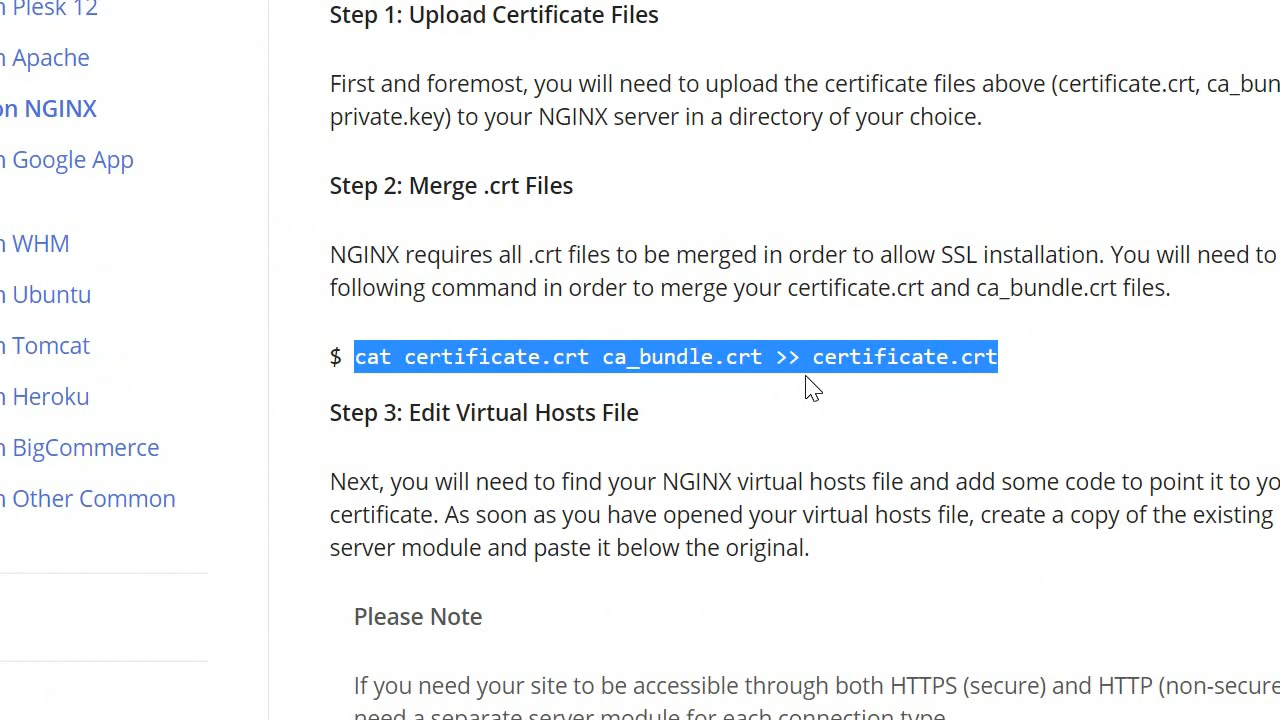 n Plesk 12
n Apache
on NGINX
n Google App
n WHM
n Ubuntu
n Tomcat
n Heroku
n BigCommerce
n Other Common
Step 1: Upload Certificate Files
First and foremost, you will need to upload the certificate files above (certificate.crt, ca_bun
private.key) to your NGINX server in a directory of your choice.
Step 2: Merge .crt Files
NGINX requires all .crt files to be merged in order to allow SSL installation. You will need to
following command in order to merge your certificate.crt and ca_bundle.crt files.
$ cat certificate.crt ca_bundle.crt >> certificate.crt
Step 3: Edit Virtual Hosts File
Next, you will need to find your NGINX virtual hosts file and add some code to point it to yo
certificate. As soon as you have opened your virtual hosts file, create a copy of the existing
server module and paste it below the original.
Please Note
If you need your site to be accessible through both HTTPS (secure) and HTTP (non-secure
need a separate server module for each connection type.